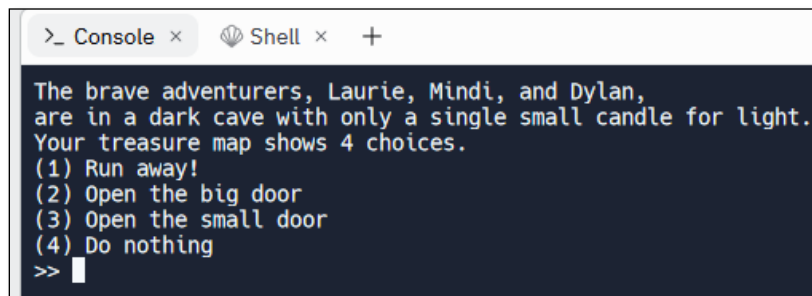 >_ Console × Shell × +
The brave adventurers, Laurie, Mindi, and Dylan,
are in a dark cave with only a single small candle for light.
Your treasure map shows 4 choices.
(1) Run away!
(2) Open the big door
(3) Open the small door
(4) Do nothing
>>